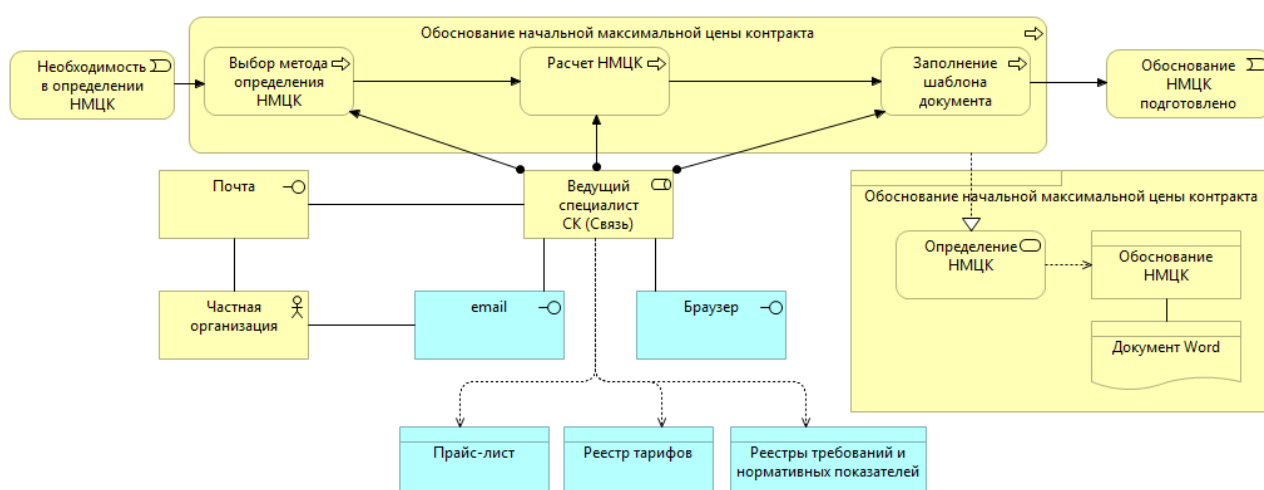 Обоснование начальной максимальной цены контракта
Необходимость
в определении
НМЦК
Выбор метода
определения
НМЦК
Расчет НМЦК
Заполнение
шаблона
документа
Обоснование
НМЦК
подготовлено
Почта
Ведущий
специалист
СК (Связь)
Обоснование начальной максимальной цены контракта
Определение
НМЦК
Обоснование
НМЦК
Частная
организация
email
Браузер
Документ Word
Прайс-лист
Реестр тарифов
Реестры требований и
нормативных показателей